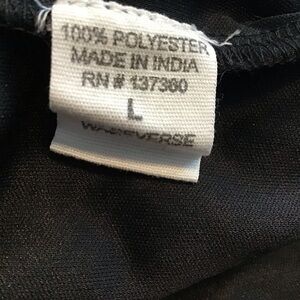 100% POLYESTER
MADE IN INDIA
RN # 137360
L